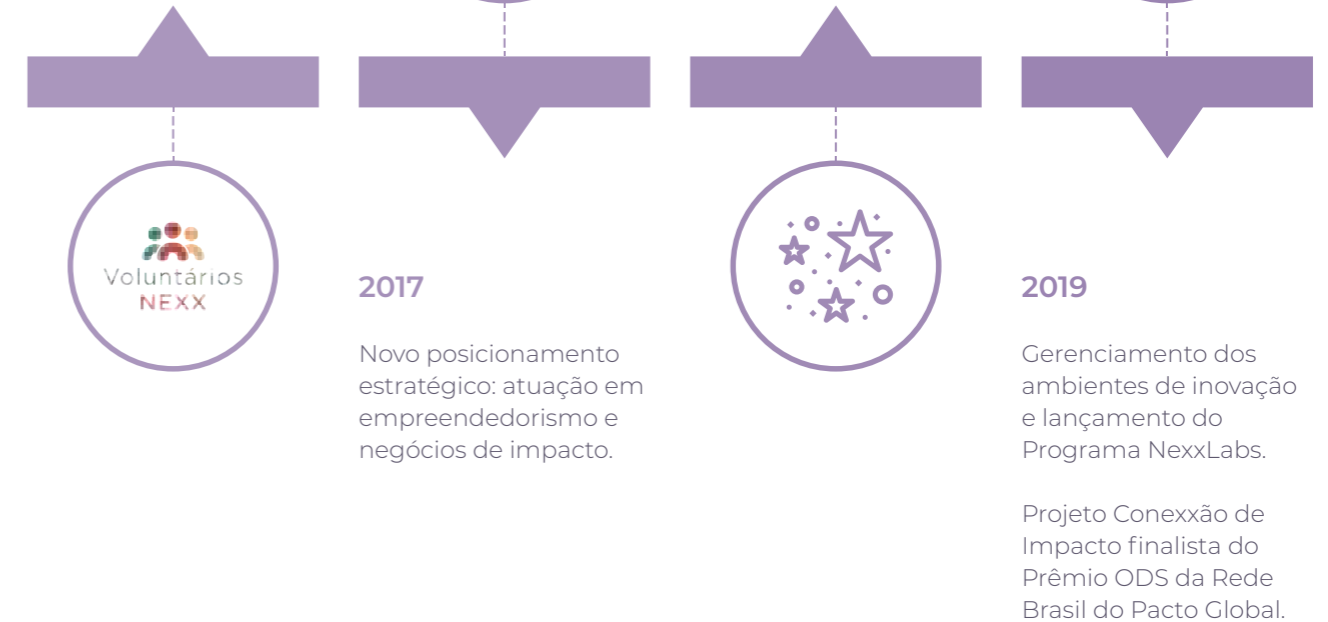 Voluntários
NEXX
2017
Novo posicionamento
estratégico: atuação em
empreendedorismo e
negócios de impacto.
2019
Gerenciamento dos
ambientes de inovação
e lançamento do
Programa NexxLabs.
Projeto Conexxão de
Impacto finalista do
Prêmio ODS da Rede
Brasil do Pacto Global.